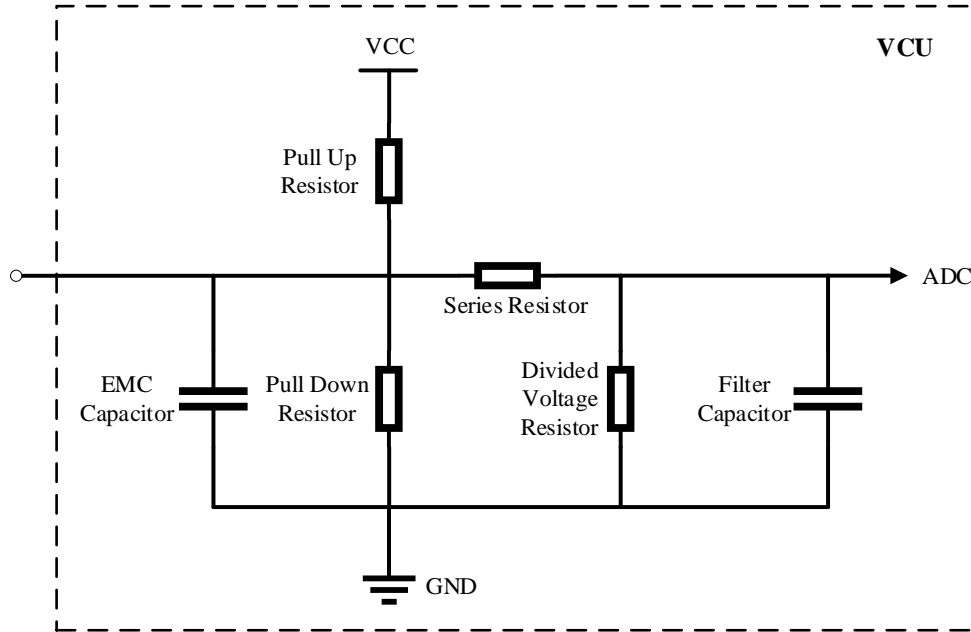 VCC
VCU
Pull Up
Resistor
ADC
Series Resistor
EMC
Capacitor
Pull Down
Resistor
Divided
Voltage
Resistor
Filter
Capacitor
GND